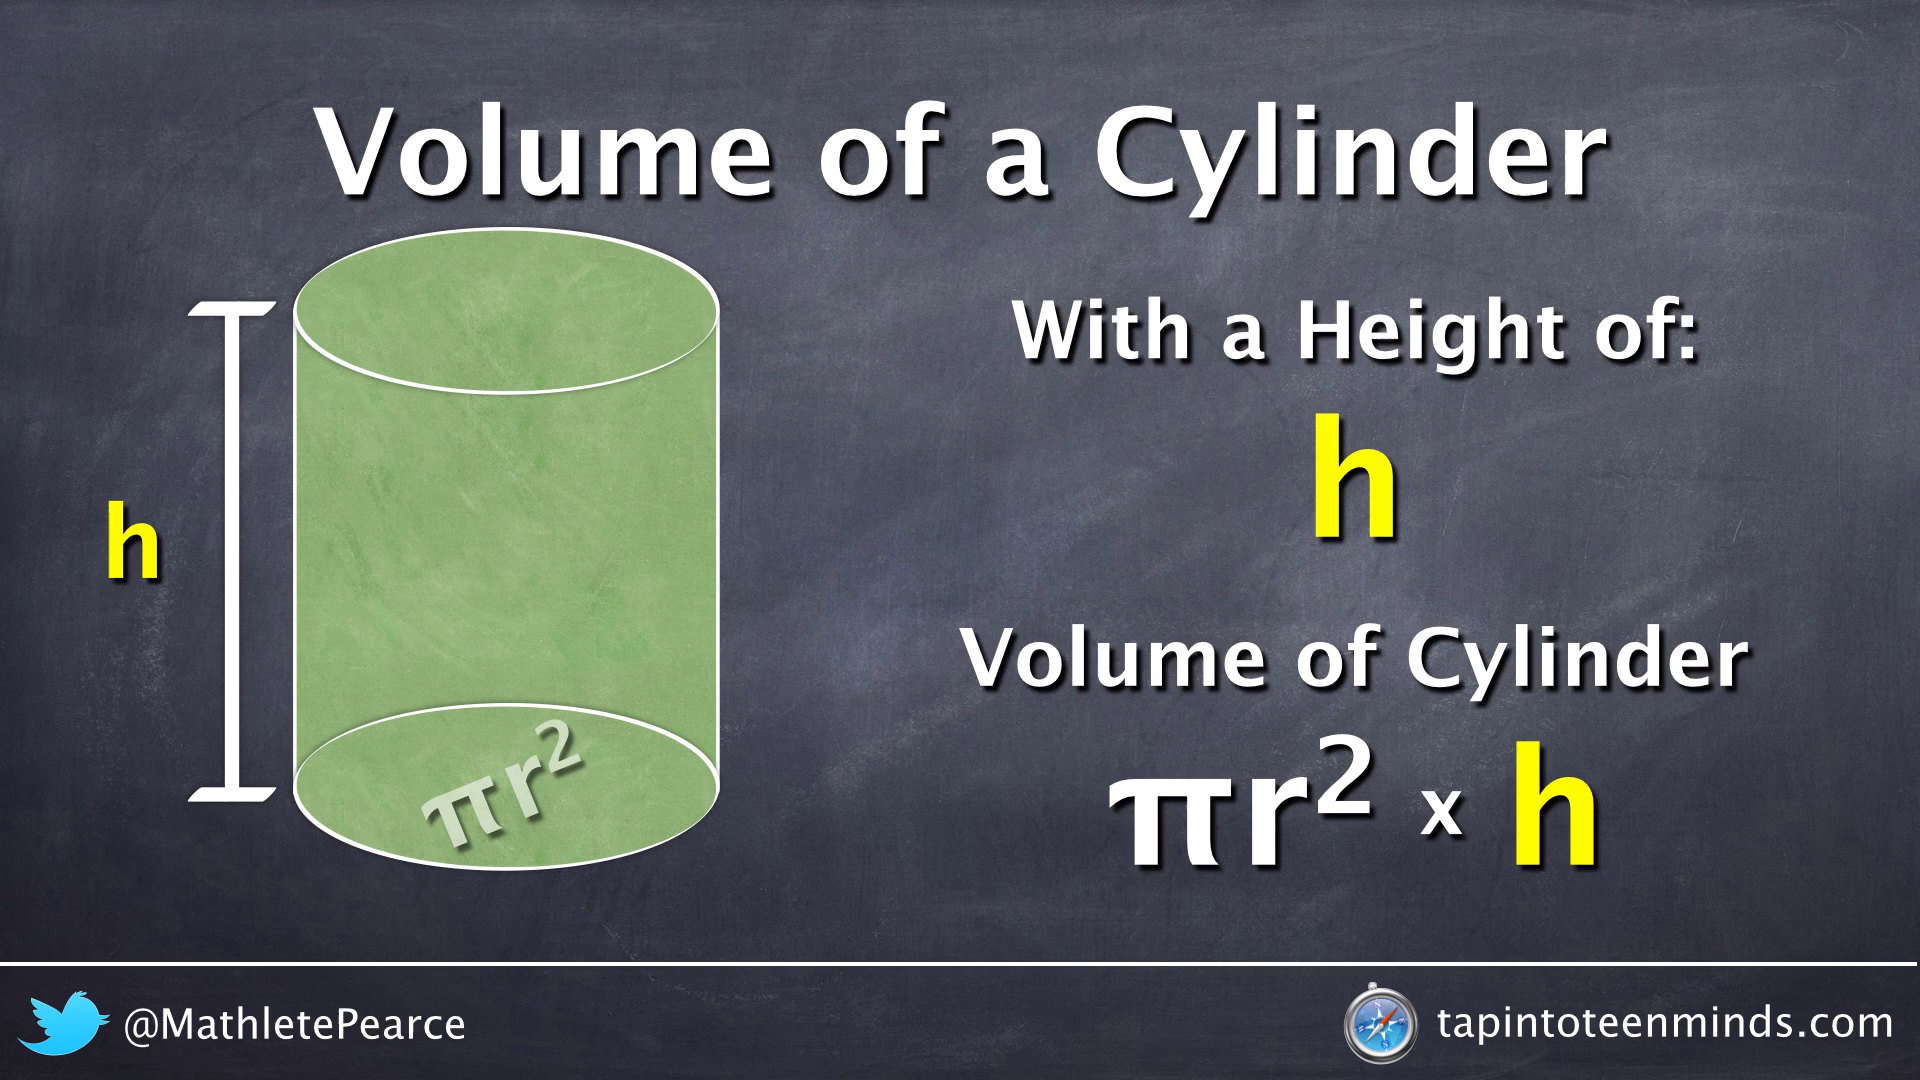 Volume of a Cylinder
With a Height of:
h
h
Volume of Cylinder
πr² x h
πr²
@MathletePearce
tapintoteenminds.com